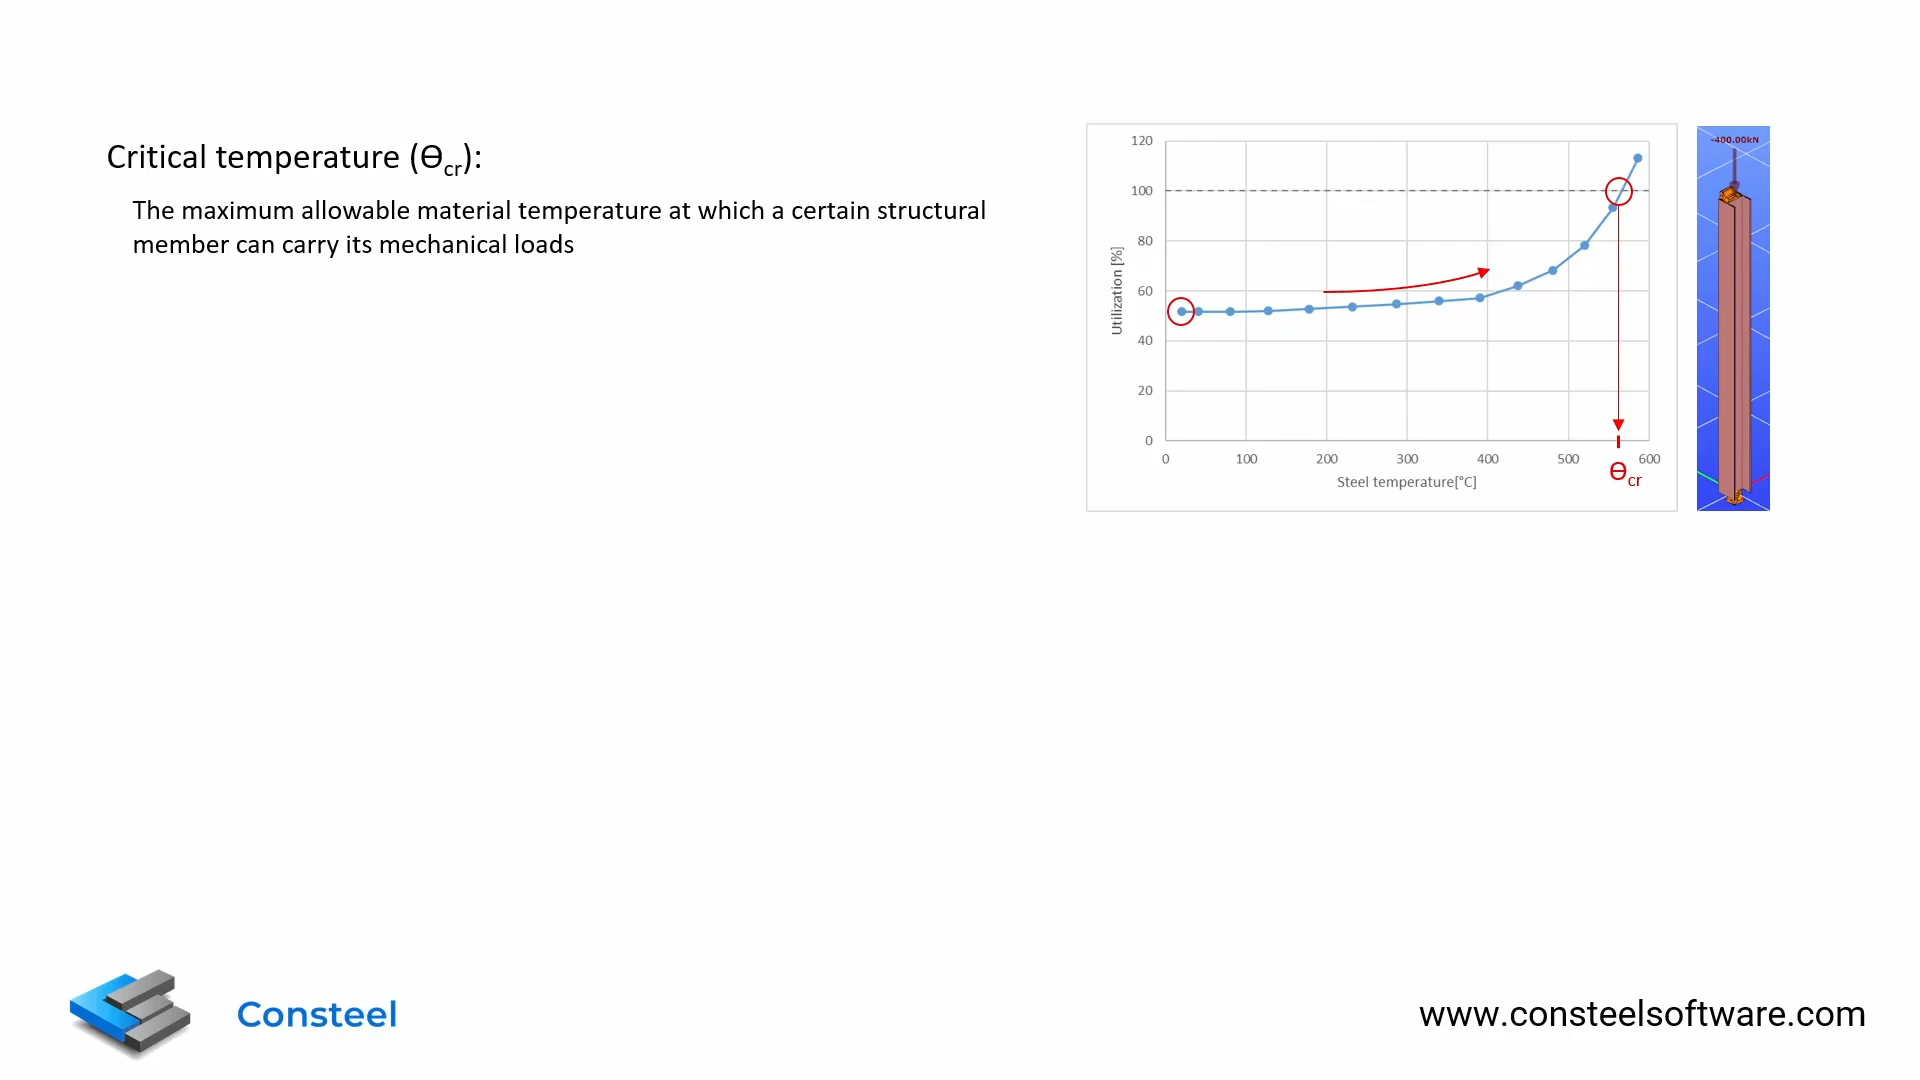 Critical temperature (Ɵcr):
The maximum allowable material temperature at which a certain structural
member can carry its mechanical loads
120
100
80
60
40
20
0
Utilization [%]
0 100 200 300 400 500 600
Steel temperature[°C]
Ɵcr
-400.00kN
Consteel
www.consteelsoftware.com